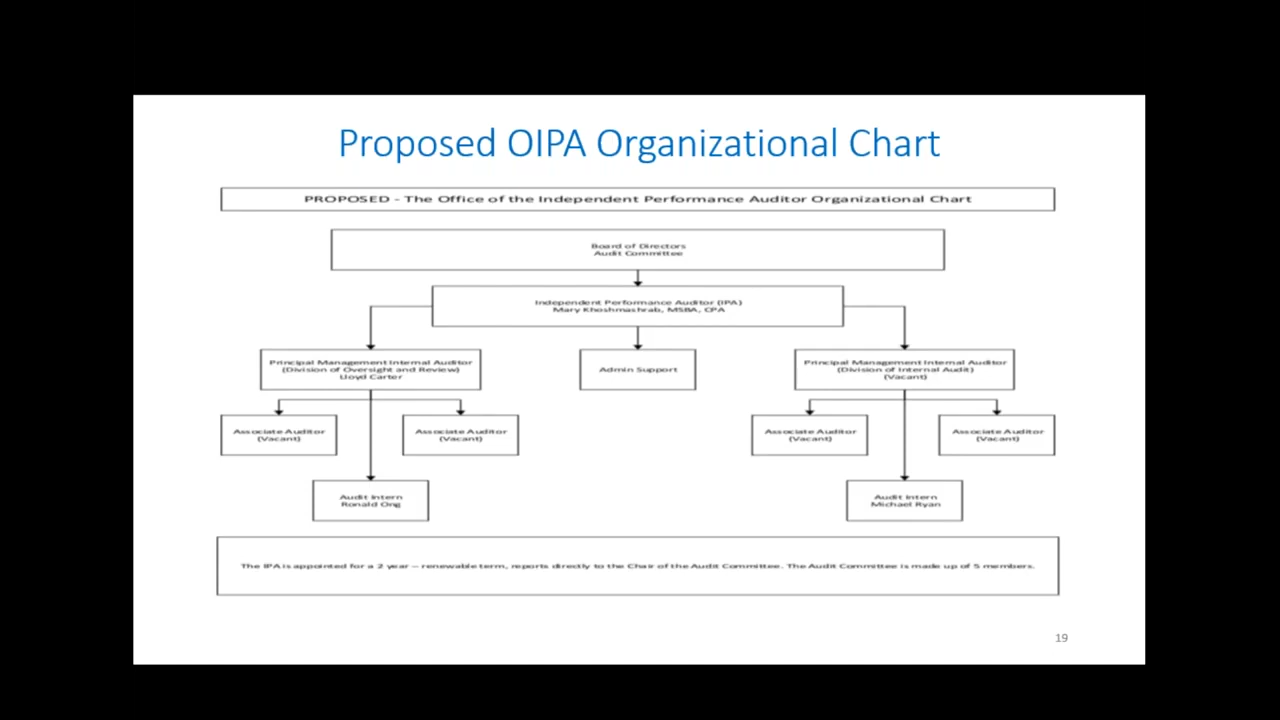 Proposed OIPA Organizational Chart
PROPOSED - The Office of the Independent Performance Auditor Organizational Chart
Board of Directors
Audit Committee
Independent Performance Auditor (IPA)
Mary Khoshmashrab, MSBA, CPA
Principal Management Internal Auditor
(Division of Oversight and Review)
Lloyd Carter
Admin Support
Principal Management Internal Auditor
(Division of Internal Audit)
(Vacant)
Associate Auditor
(Vacant)
Associate Auditor
(Vacant)
Associate Auditor
(Vacant)
Associate Auditor
(Vacant)
Audit Intern
Ronald Ong
Audit Intern
Michael Ryan
The IPA is appointed for a 2 year – renewable term, reports directly to the Chair of the Audit Committee. The Audit Committee is made up of 5 members.
19